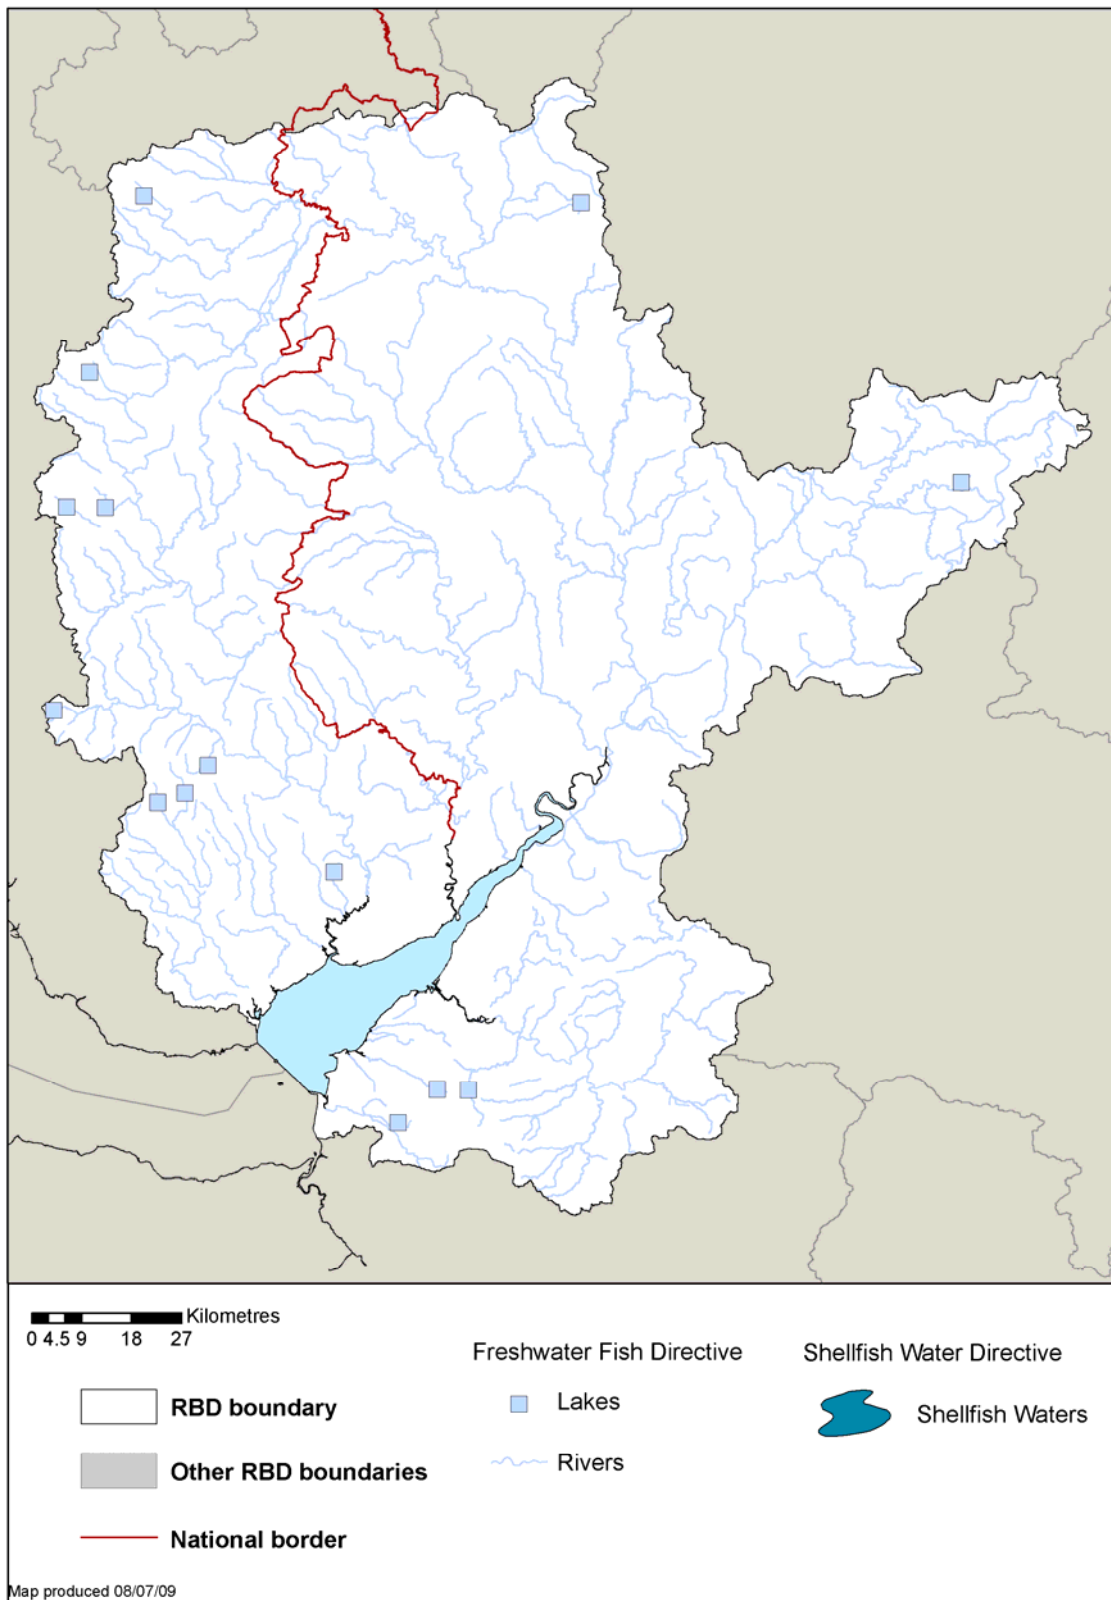 Kilometres
0 4.5 9 18 27
Freshwater Fish Directive
Shellfish Water Directive
Lakes
Shellfish Waters
RBD boundary
Rivers
Other RBD boundaries
National border
Map produced 08/07/09